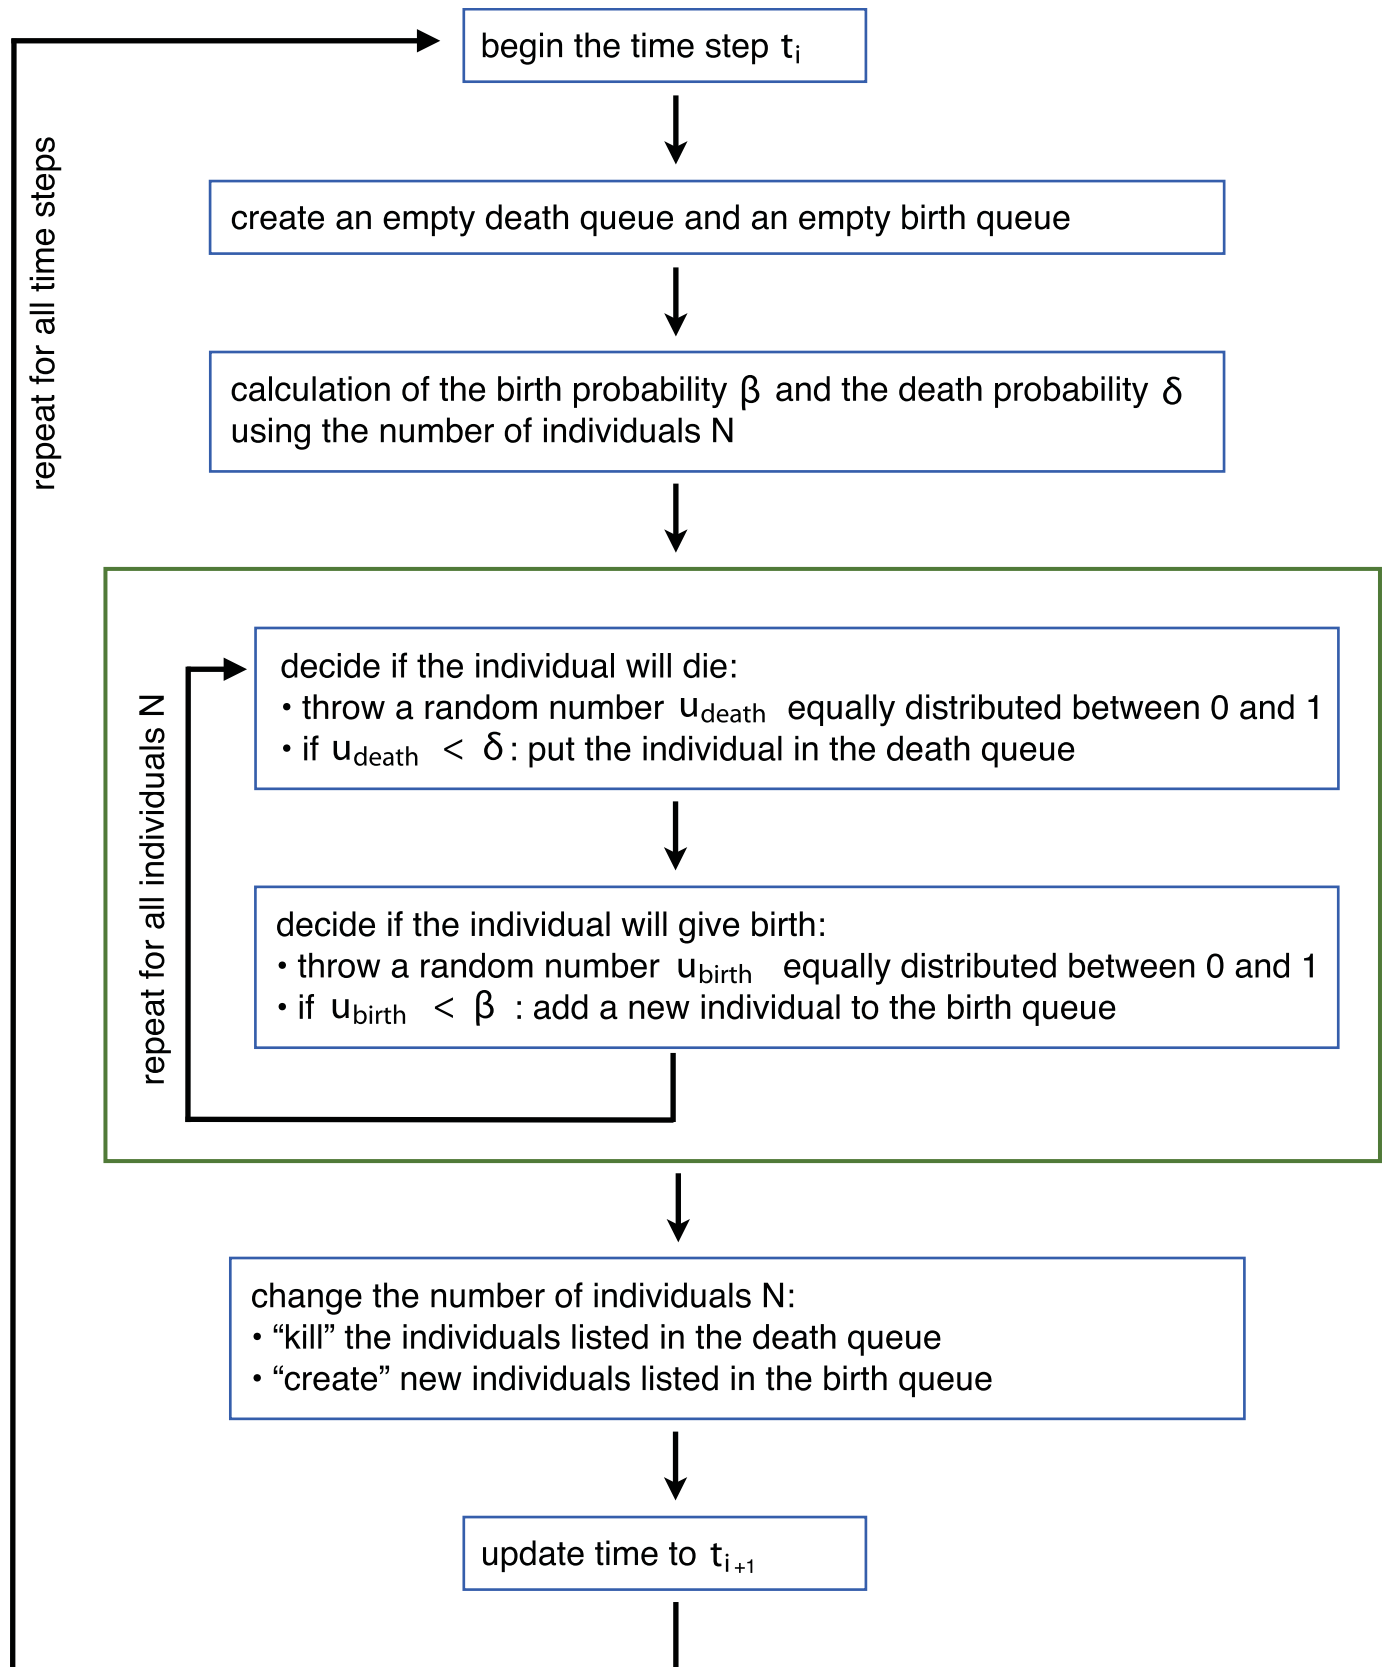 begin the time step tᵢ
create an empty death queue and an empty birth queue
calculation of the birth probability β and the death probability δ
using the number of individuals N
repeat for all time steps
decide if the individual will die:
• throw a random number u_death equally distributed between 0 and 1
• if u_death < δ : put the individual in the death queue
repeat for all individuals N
decide if the individual will give birth:
• throw a random number u_birth equally distributed between 0 and 1
• if u_birth < β : add a new individual to the birth queue
change the number of individuals N:
• “kill” the individuals listed in the death queue
• “create” new individuals listed in the birth queue
update time to tᵢ₊₁